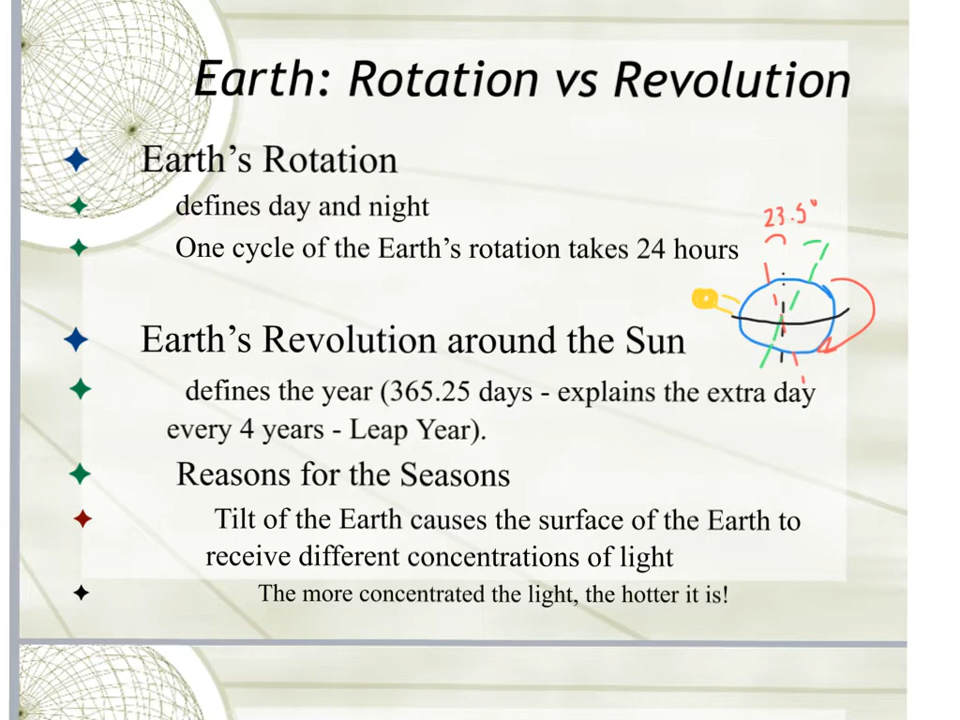 Earth: Rotation vs Revolution
Earth's Rotation
defines day and night
23.5°
One cycle of the Earth's rotation takes 24 hours
Earth's Revolution around the Sun
defines the year (365.25 days - explains the extra day
every 4 years - Leap Year).
Reasons for the Seasons
Tilt of the Earth causes the surface of the Earth to
receive different concentrations of light
The more concentrated the light, the hotter it is!